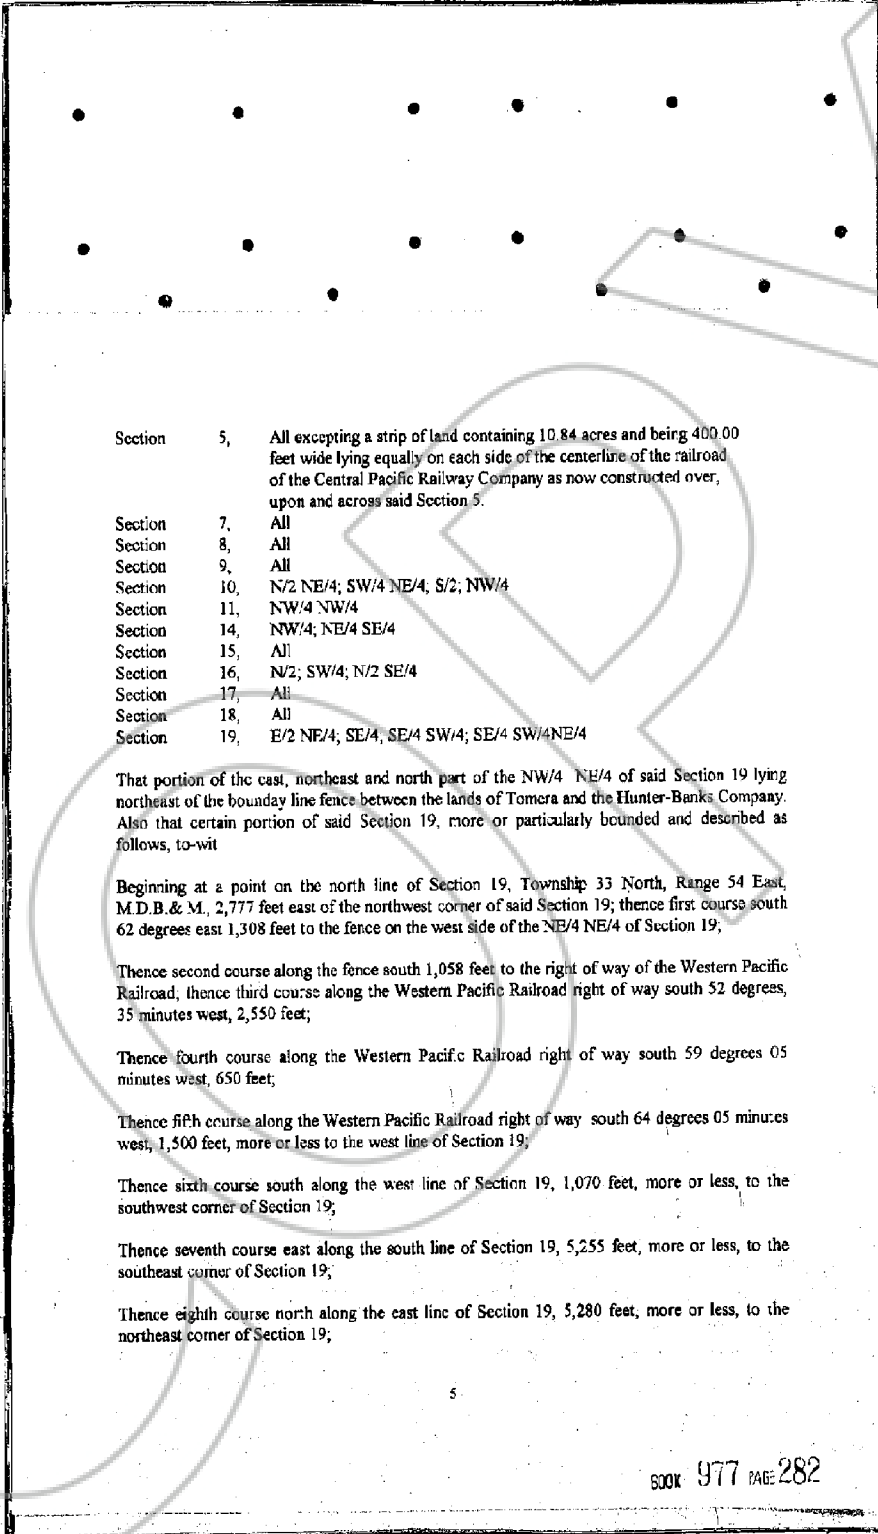 Section 5, All excepting a strip of land containing 10.84 acres and being 400.00
feet wide lying equally on each side of the centerline of the railroad
of the Central Pacific Railway Company as now constructed over,
upon and across said Section 5.
Section 7, All
Section 8, All
Section 9, All
Section 10, N/2 NE/4; SW/4 NE/4; S/2; NW/4
Section 11, NW/4 NW/4
Section 14, NW/4; NE/4 SE/4
Section 15, All
Section 16, N/2; SW/4; N/2 SE/4
Section 17, All
Section 18, All
Section 19, E/2 NE/4; SE/4, SE/4 SW/4; SE/4 SW/4NE/4
That portion of the east, northeast and north part of the NW/4 NE/4 of said Section 19 lying
northeast of the bounday line fence between the lands of Tomera and the Hunter-Banks Company.
Also that certain portion of said Section 19, more or particularly bounded and described as
follows, to-wit
Beginning at a point on the north line of Section 19, Township 33 North, Range 54 East,
M.D.B.& M., 2,777 feet east of the northwest corner of said Section 19; thence first course south
62 degrees east 1,308 feet to the fence on the west side of the NE/4 NE/4 of Section 19;
Thence second course along the fence south 1,058 feet to the right of way of the Western Pacific
Railroad; thence third course along the Western Pacific Railroad right of way south 52 degrees,
35 minutes west, 2,550 feet;
Thence fourth course along the Western Pacific Railroad right of way south 59 degrees 05
minutes west, 650 feet;
Thence fifth course along the Western Pacific Railroad right of way south 64 degrees 05 minutes
west, 1,500 feet, more or less to the west line of Section 19;
Thence sixth course south along the west line of Section 19, 1,070 feet, more or less, to the
southwest corner of Section 19;
Thence seventh course east along the south line of Section 19, 5,255 feet, more or less, to the
southeast corner of Section 19;
Thence eighth course north along the east line of Section 19, 5,280 feet, more or less, to the
northeast corner of Section 19;
5
BOOK 977 PAGE 282